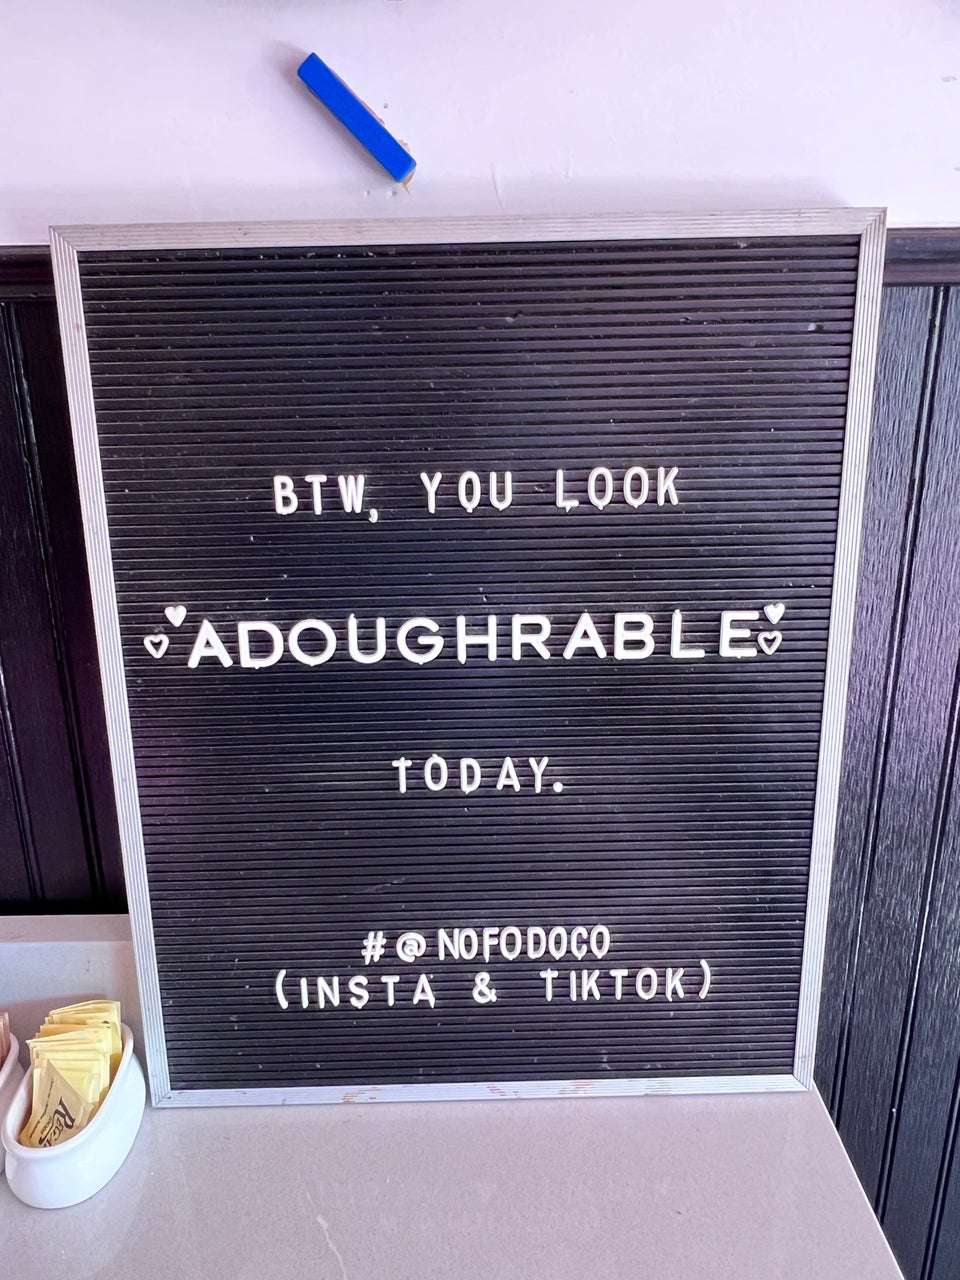 BTW, YOU LOOK
ADOUGHRABLE
TODAY.
#@NOFODOCO
(INSTA & TIKTOK)